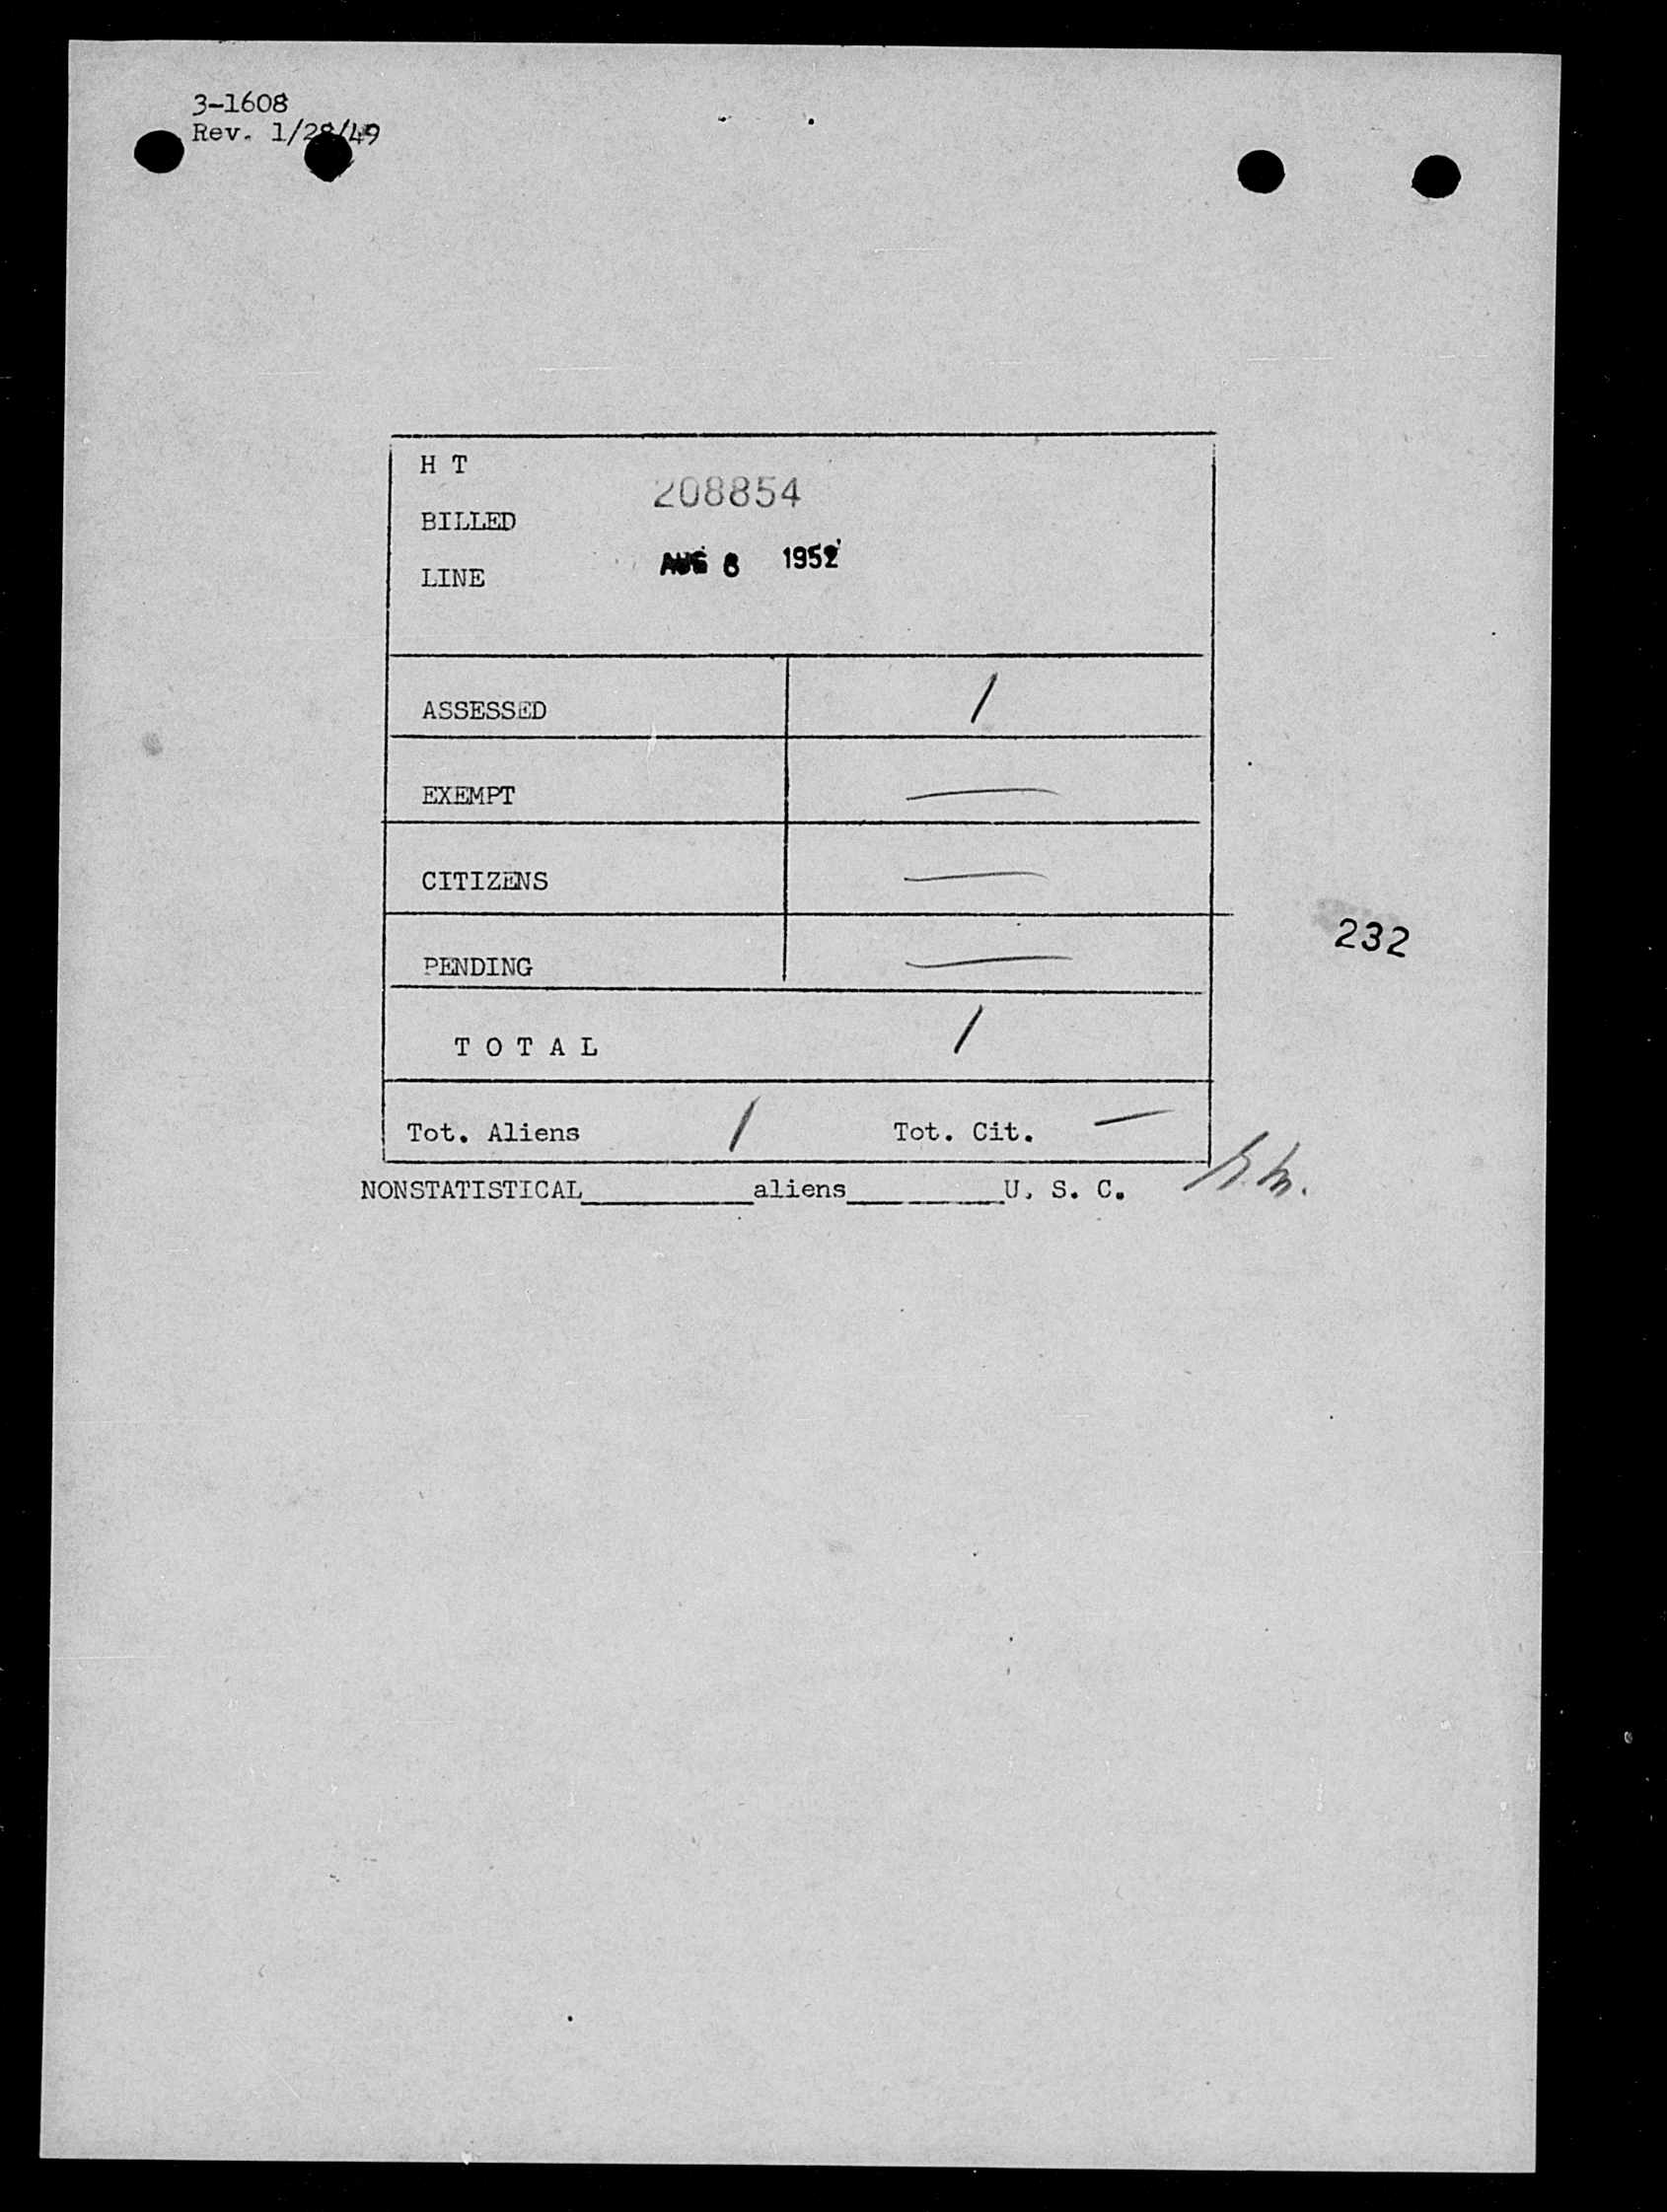 3-1608
Rev. 1/28/49
H T
208854
BILLED
AUG 8 1952
LINE
ASSESSED 1
EXEMPT —
CITIZENS —
232
PENDING —
T O T A L 1
Tot. Aliens 1 Tot. Cit. —
NONSTATISTICAL__________aliens__________U. S. C.